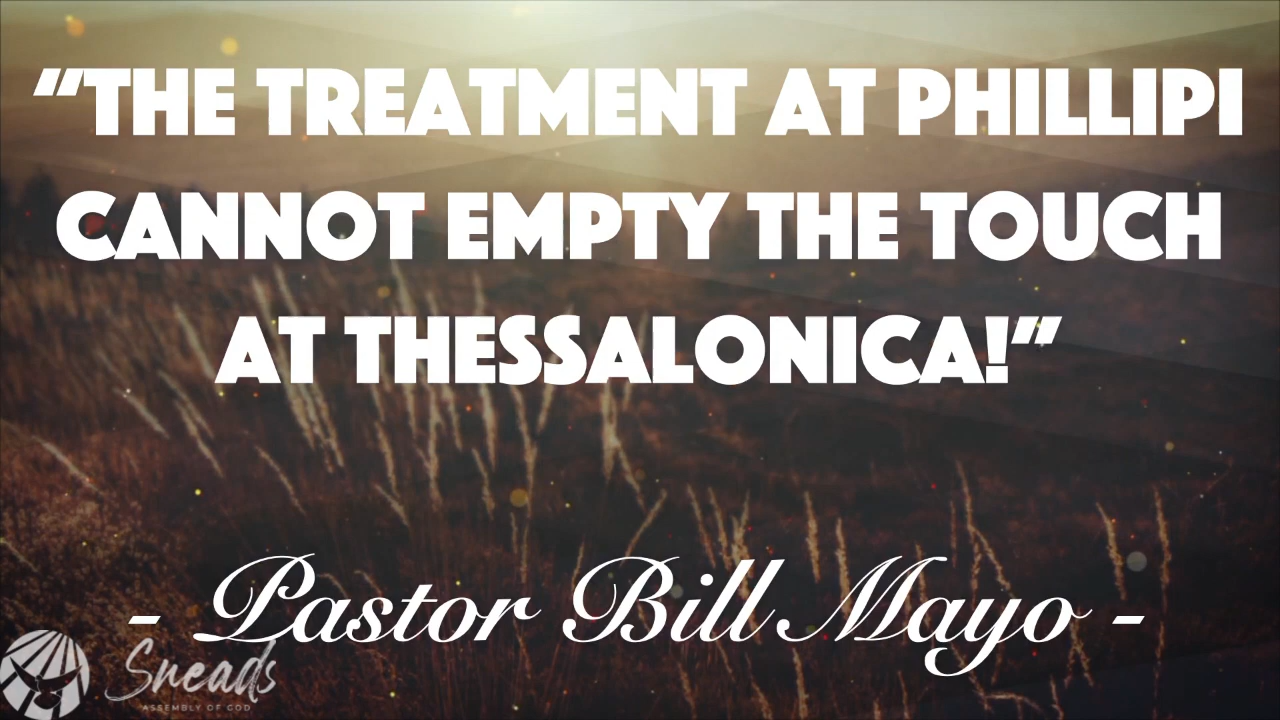 “THE TREATMENT AT PHILLIPI
CANNOT EMPTY THE TOUCH
AT THESSALONICA!”
- Pastor Bill Mayo -
Sneads
ASSEMBLY OF GOD